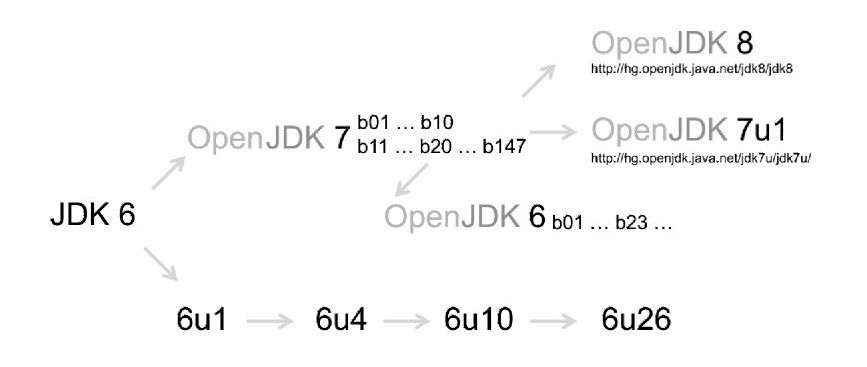 OpenJDK 8
http://hg.openjdk.java.net/jdk8/jdk8
OpenJDK 7 b01 ... b10
b11 ... b20 ... b147
OpenJDK 7u1
http://hg.openjdk.java.net/jdk7u/jdk7u/
JDK 6
OpenJDK 6 b01 ... b23 ...
6u1
6u4
6u10
6u26